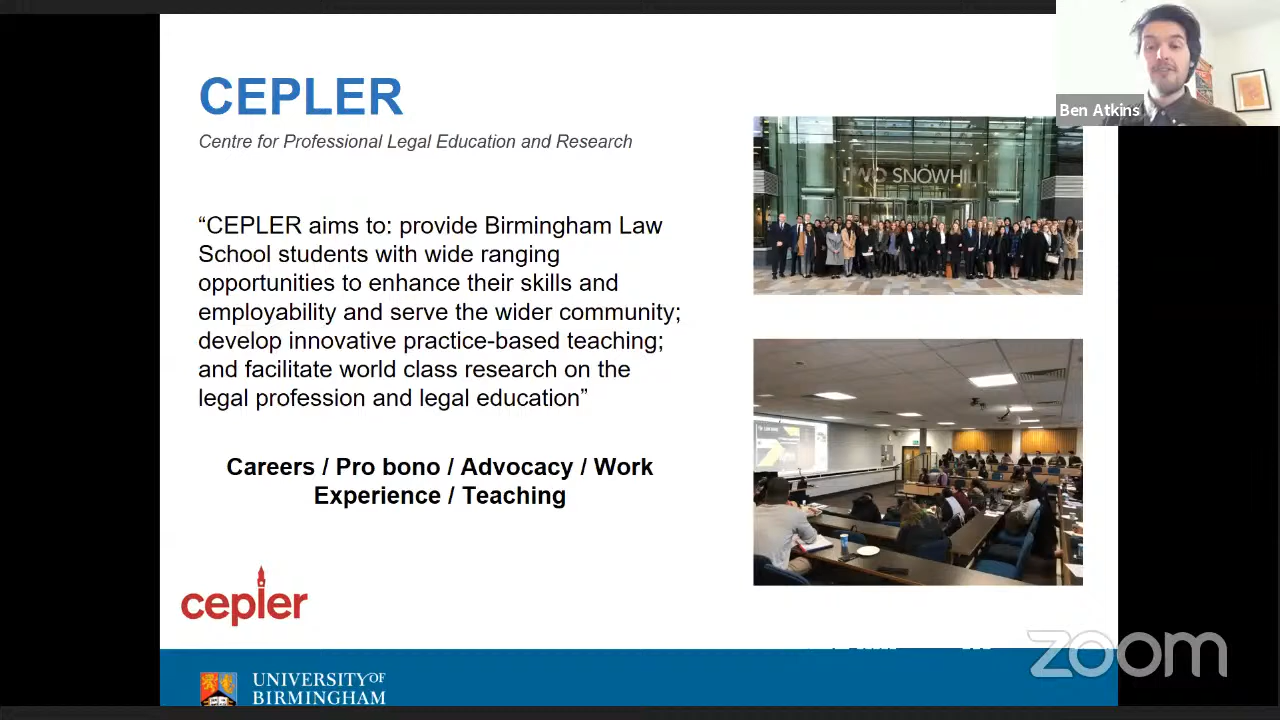 CEPLER
Centre for Professional Legal Education and Research
“CEPLER aims to: provide Birmingham Law
School students with wide ranging
opportunities to enhance their skills and
employability and serve the wider community;
develop innovative practice-based teaching;
and facilitate world class research on the
legal profession and legal education”
Careers / Pro bono / Advocacy / Work
Experience / Teaching
cepler
UNIVERSITY OF
BIRMINGHAM
Ben Atkins
TWO SNOWHILL
zoom